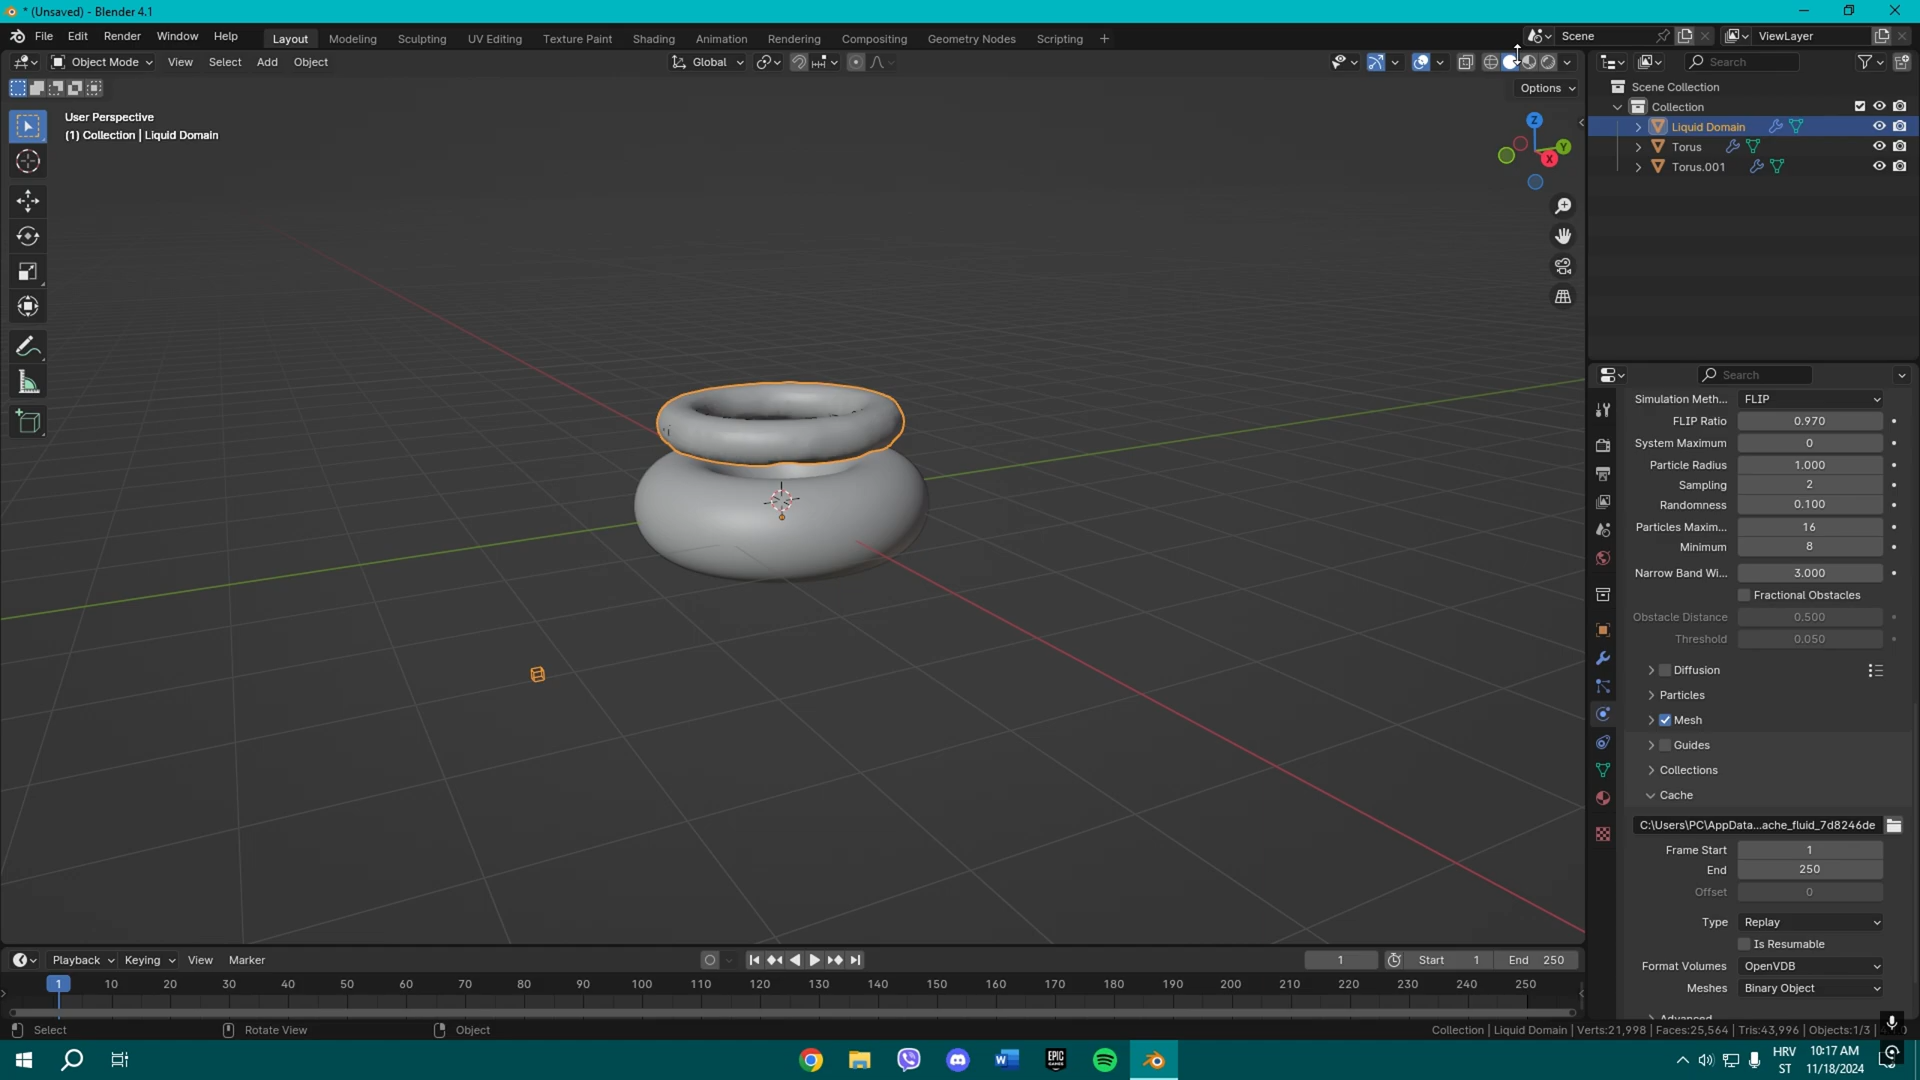 * (Unsaved) - Blender 4.1
File Edit Render Window Help
Layout Modeling Sculpting UV Editing Texture Paint Shading Animation Rendering Compositing Geometry Nodes Scripting +
Scene
ViewLayer
Object Mode View Select Add Object
Global
Search
Options
User Perspective
(1) Collection | Liquid Domain
Z
Y
X
Scene Collection
Collection
Liquid Domain
Torus
Torus.001
Search
Simulation Meth... FLIP
FLIP Ratio 0.970
System Maximum 0
Particle Radius 1.000
Sampling 2
Randomness 0.100
Particles Maxim... 16
Minimum 8
Narrow Band Wi... 3.000
Fractional Obstacles
Obstacle Distance 0.500
Threshold 0.050
Diffusion
Particles
Mesh
Guides
Collections
Cache
C:\Users\PC\AppData...ache_fluid_7d8246de
Frame Start 1
End 250
Offset 0
Type Replay
Is Resumable
Format Volumes OpenVDB
Meshes Binary Object
Playback Keying View Marker
1 Start 1 End 250
1 10 20 30 40 50 60 70 80 90 100 110 120 130 140 150 160 170 180 190 200 210 220 230 240 250
Select Rotate View Object
Collection | Liquid Domain | Verts:21,998 | Faces:25,564 | Tris:43,996 | Objects:1/3 |
EPIC
GAMES
HRV 10:17 AM
ST 11/18/2024